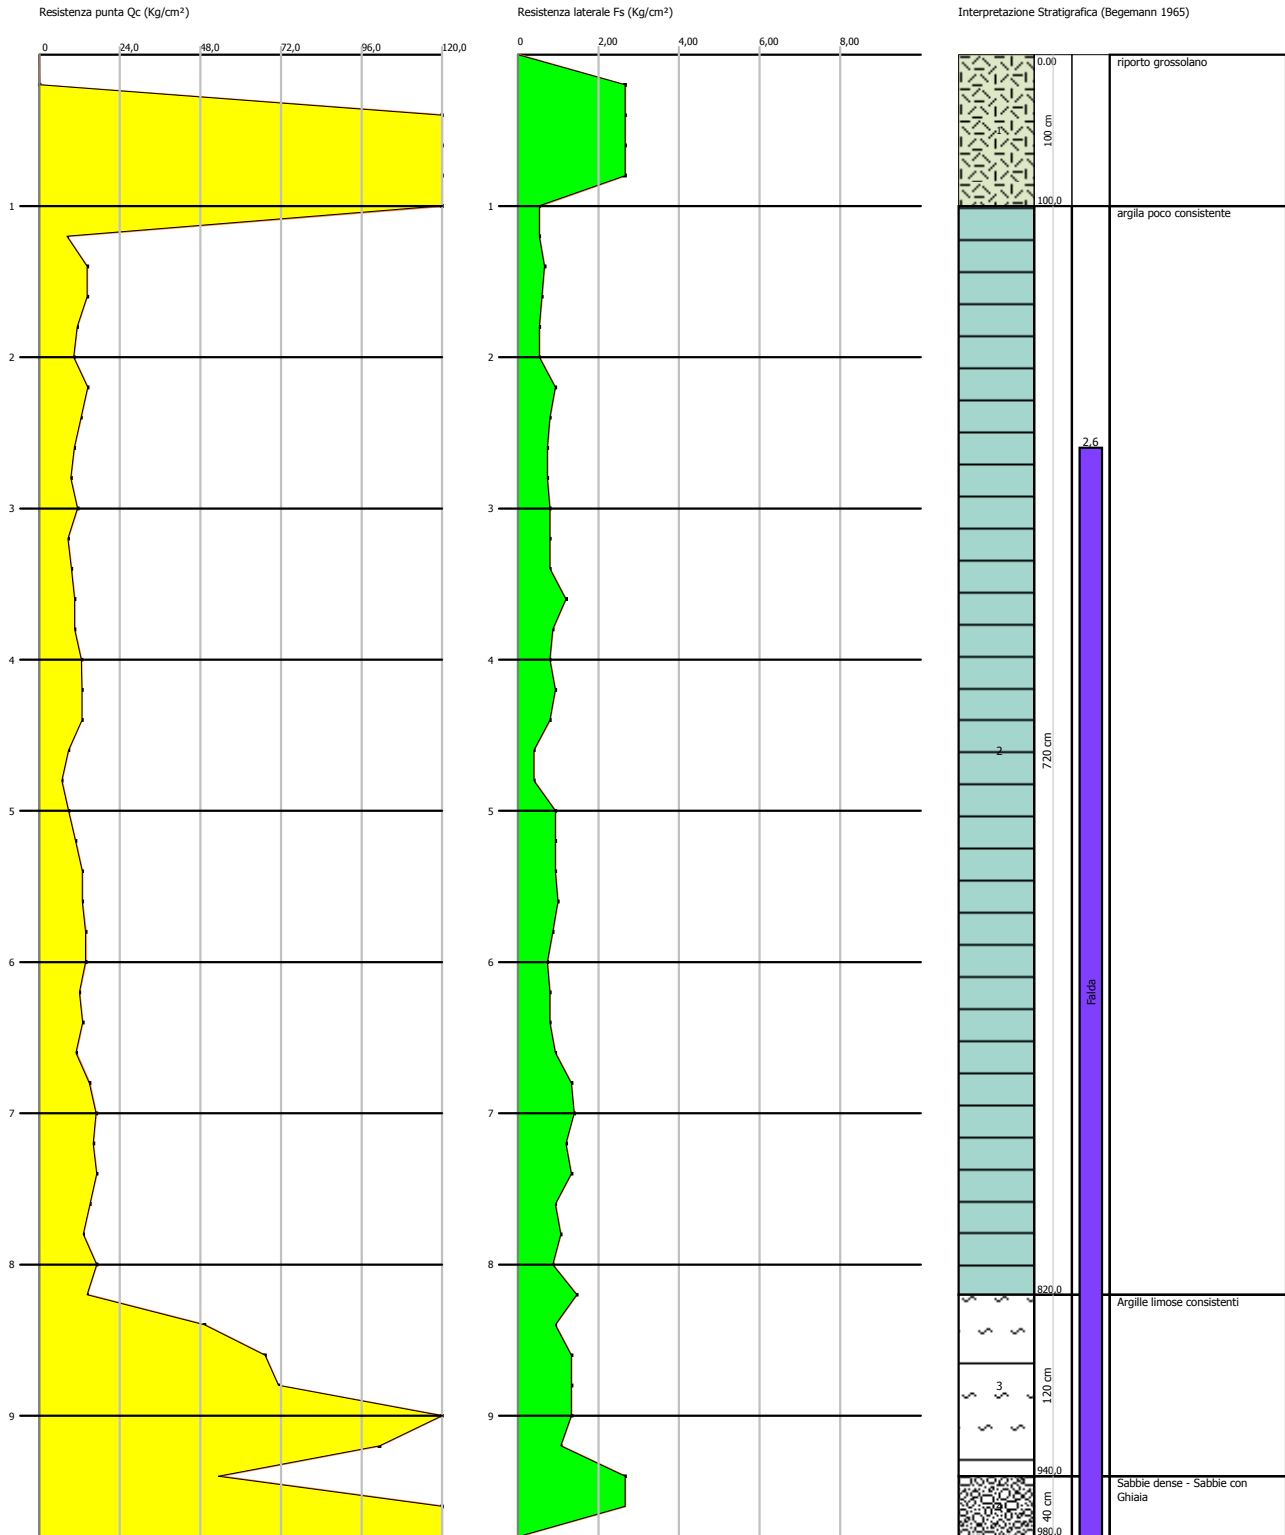 Resistenza punta Qc (Kg/cm²)
Resistenza laterale Fs (Kg/cm²)
Interpretazione Stratigrafica (Begemann 1965)
0 24,0 48,0 72,0 96,0 120,0
0 2,00 4,00 6,00 8,00
0.00
riporto grossolano
1
100 cm
1
1
100,0
argila poco consistente
2
2
2,6
3
3
4
4
2
720 cm
5
5
6
6
Falda
7
7
8
8
820,0
Argille limose consistenti
3
120 cm
9
9
940,0
Sabbie dense - Sabbie con
Ghiaia
4
40 cm
980,0